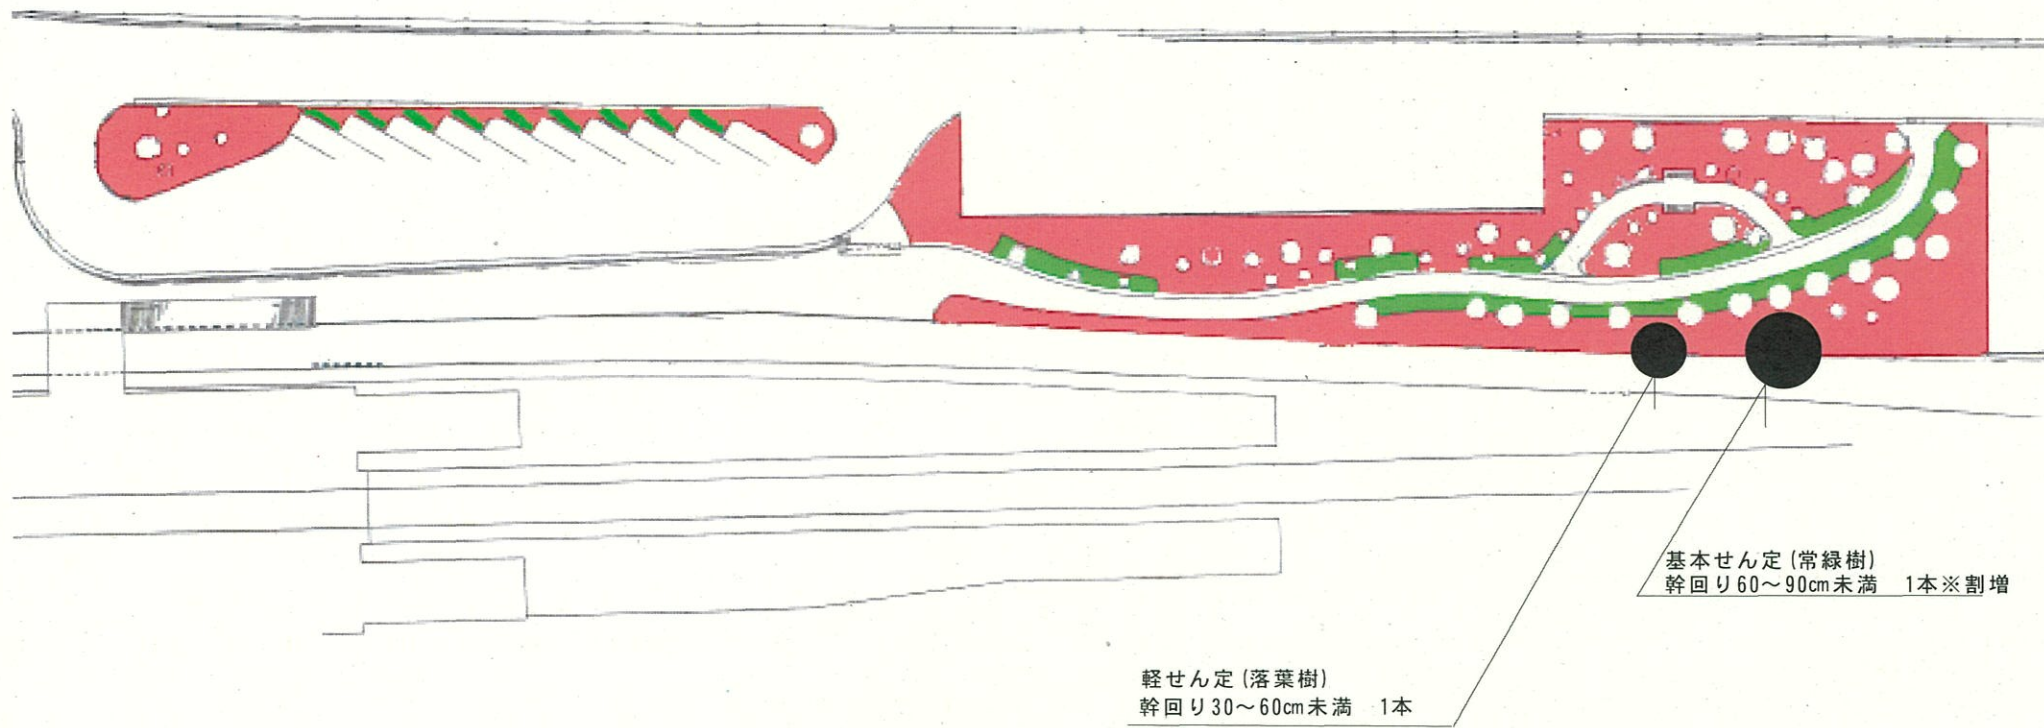 基本せん定(常緑樹)
幹回り60～90cm未満　1本※割増
軽せん定(落葉樹)
幹回り30～60cm未満　1本